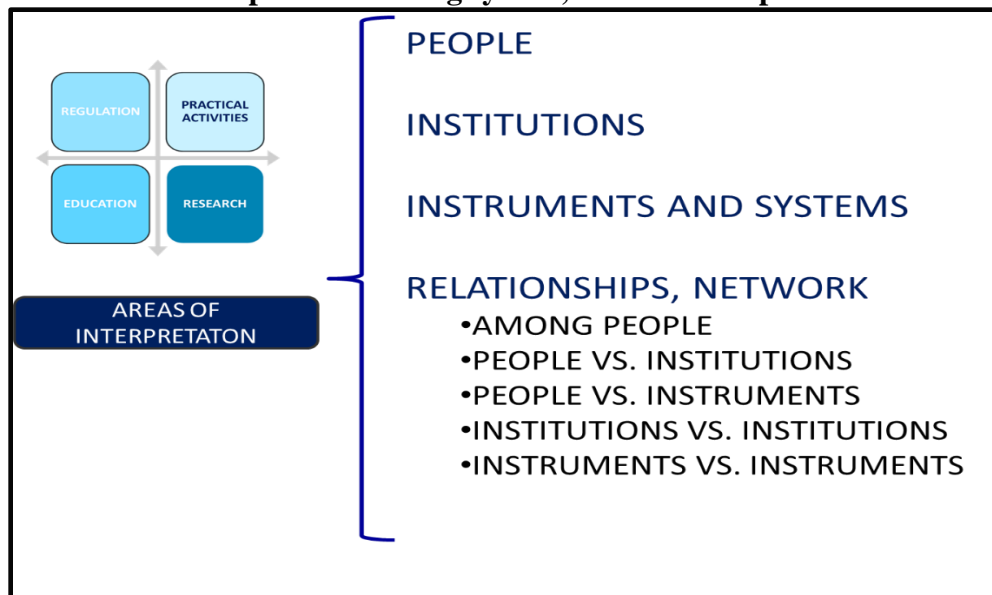 REGULATION
PRACTICAL
ACTIVITIES
EDUCATION
RESEARCH
AREAS OF
INTERPRETATON
PEOPLE
INSTITUTIONS
INSTRUMENTS AND SYSTEMS
RELATIONSHIPS, NETWORK
•AMONG PEOPLE
•PEOPLE VS. INSTITUTIONS
•PEOPLE VS. INSTRUMENTS
•INSTITUTIONS VS. INSTITUTIONS
•INSTRUMENTS VS. INSTRUMENTS